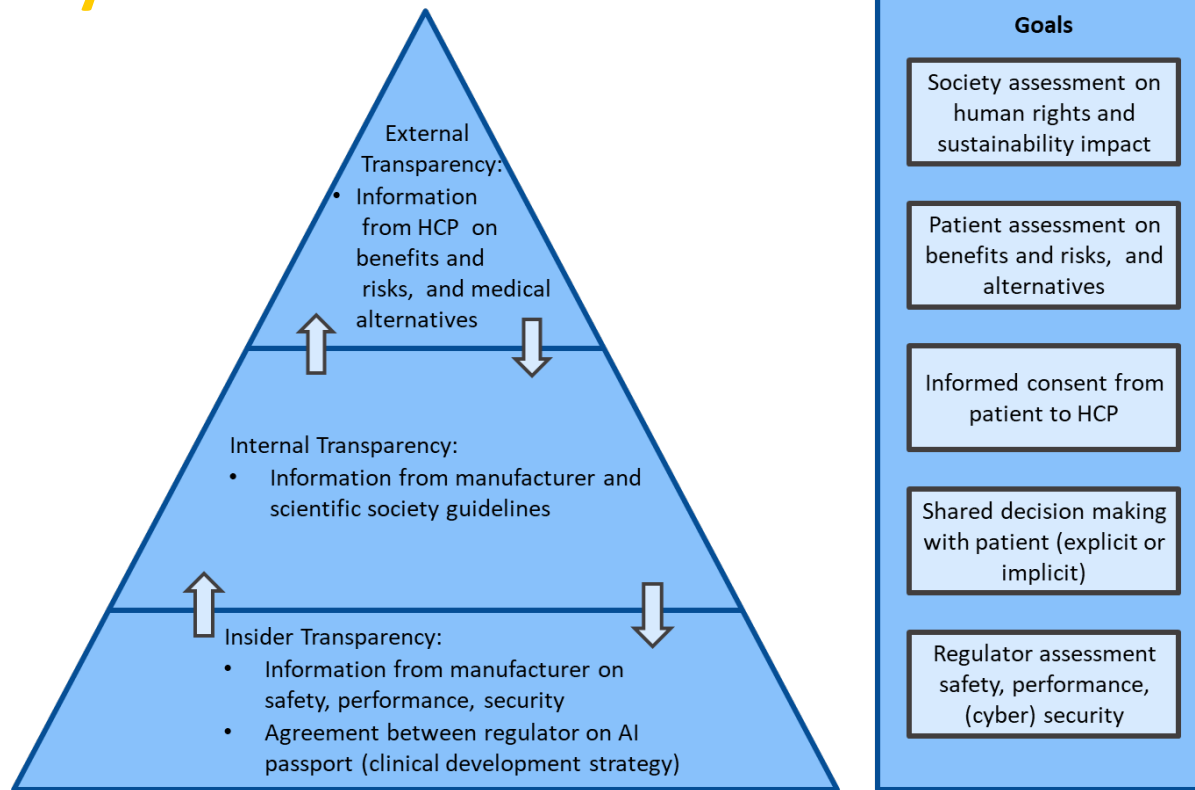 External
Transparency:
• Information
from HCP on
benefits and
risks, and medical
alternatives
Internal Transparency:
• Information from manufacturer and
scientific society guidelines
Insider Transparency:
• Information from manufacturer on
safety, performance, security
• Agreement between regulator on AI
passport (clinical development strategy)
Goals
Society assessment on
human rights and
sustainability impact
Patient assessment on
benefits and risks, and
alternatives
Informed consent from
patient to HCP
Shared decision making
with patient (explicit or
implicit)
Regulator assessment
safety, performance,
(cyber) security